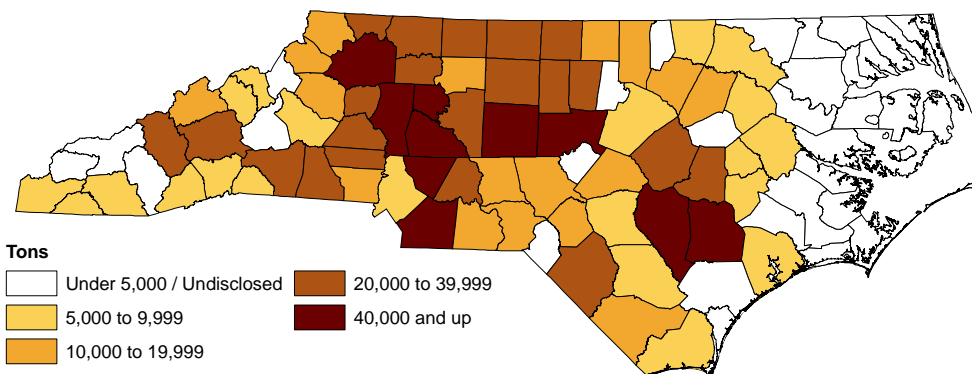 Tons
Under 5,000 / Undisclosed
5,000 to 9,999
10,000 to 19,999
20,000 to 39,999
40,000 and up